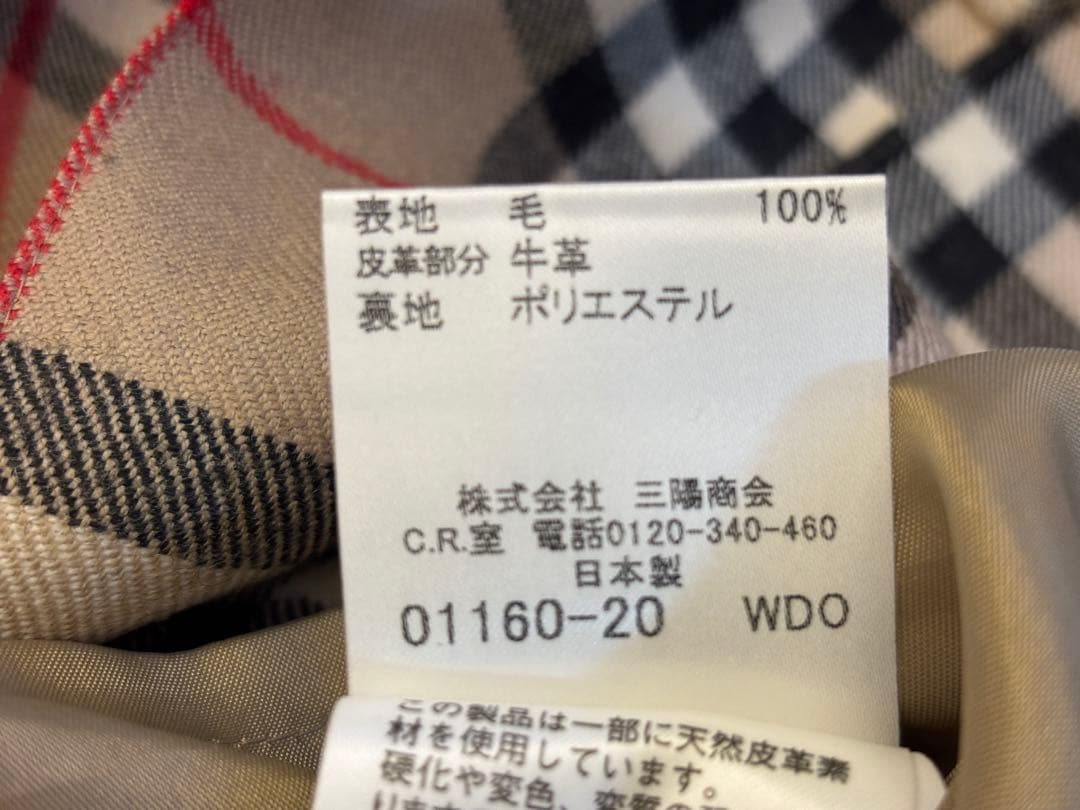 表地 毛 100%
皮革部分 牛革
裏地 ポリエステル
株式会社 三陽商会
C.R.室 電話0120-340-460
日本製
01160-20 WDO
この製品は一部に天然皮革素
材を使用しています。
硬化や変色、変質の
ります